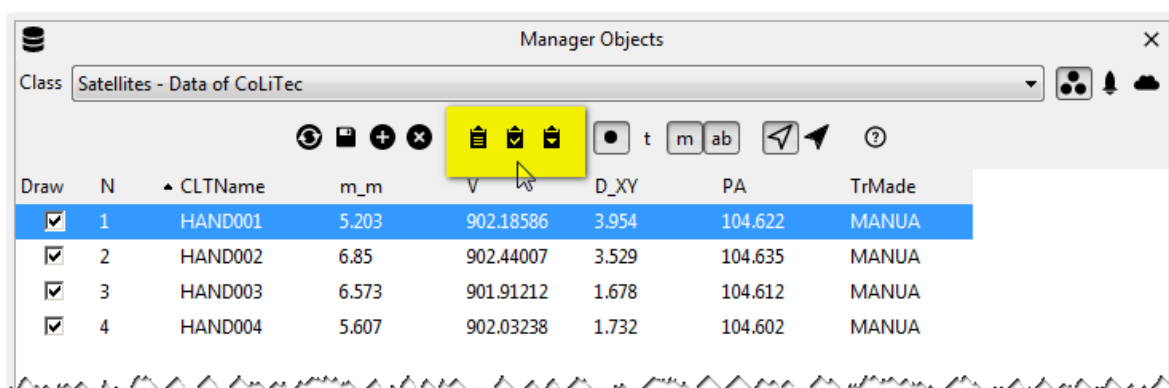 Manager Objects
Class Satellites - Data of CoLiTec
t m ab
Draw N CLTName m_m V D_XY PA TrMade
1 HAND001 5.203 902.18586 3.954 104.622 MANUA
2 HAND002 6.85 902.44007 3.529 104.635 MANUA
3 HAND003 6.573 901.91212 1.678 104.612 MANUA
4 HAND004 5.607 902.03238 1.732 104.602 MANUA